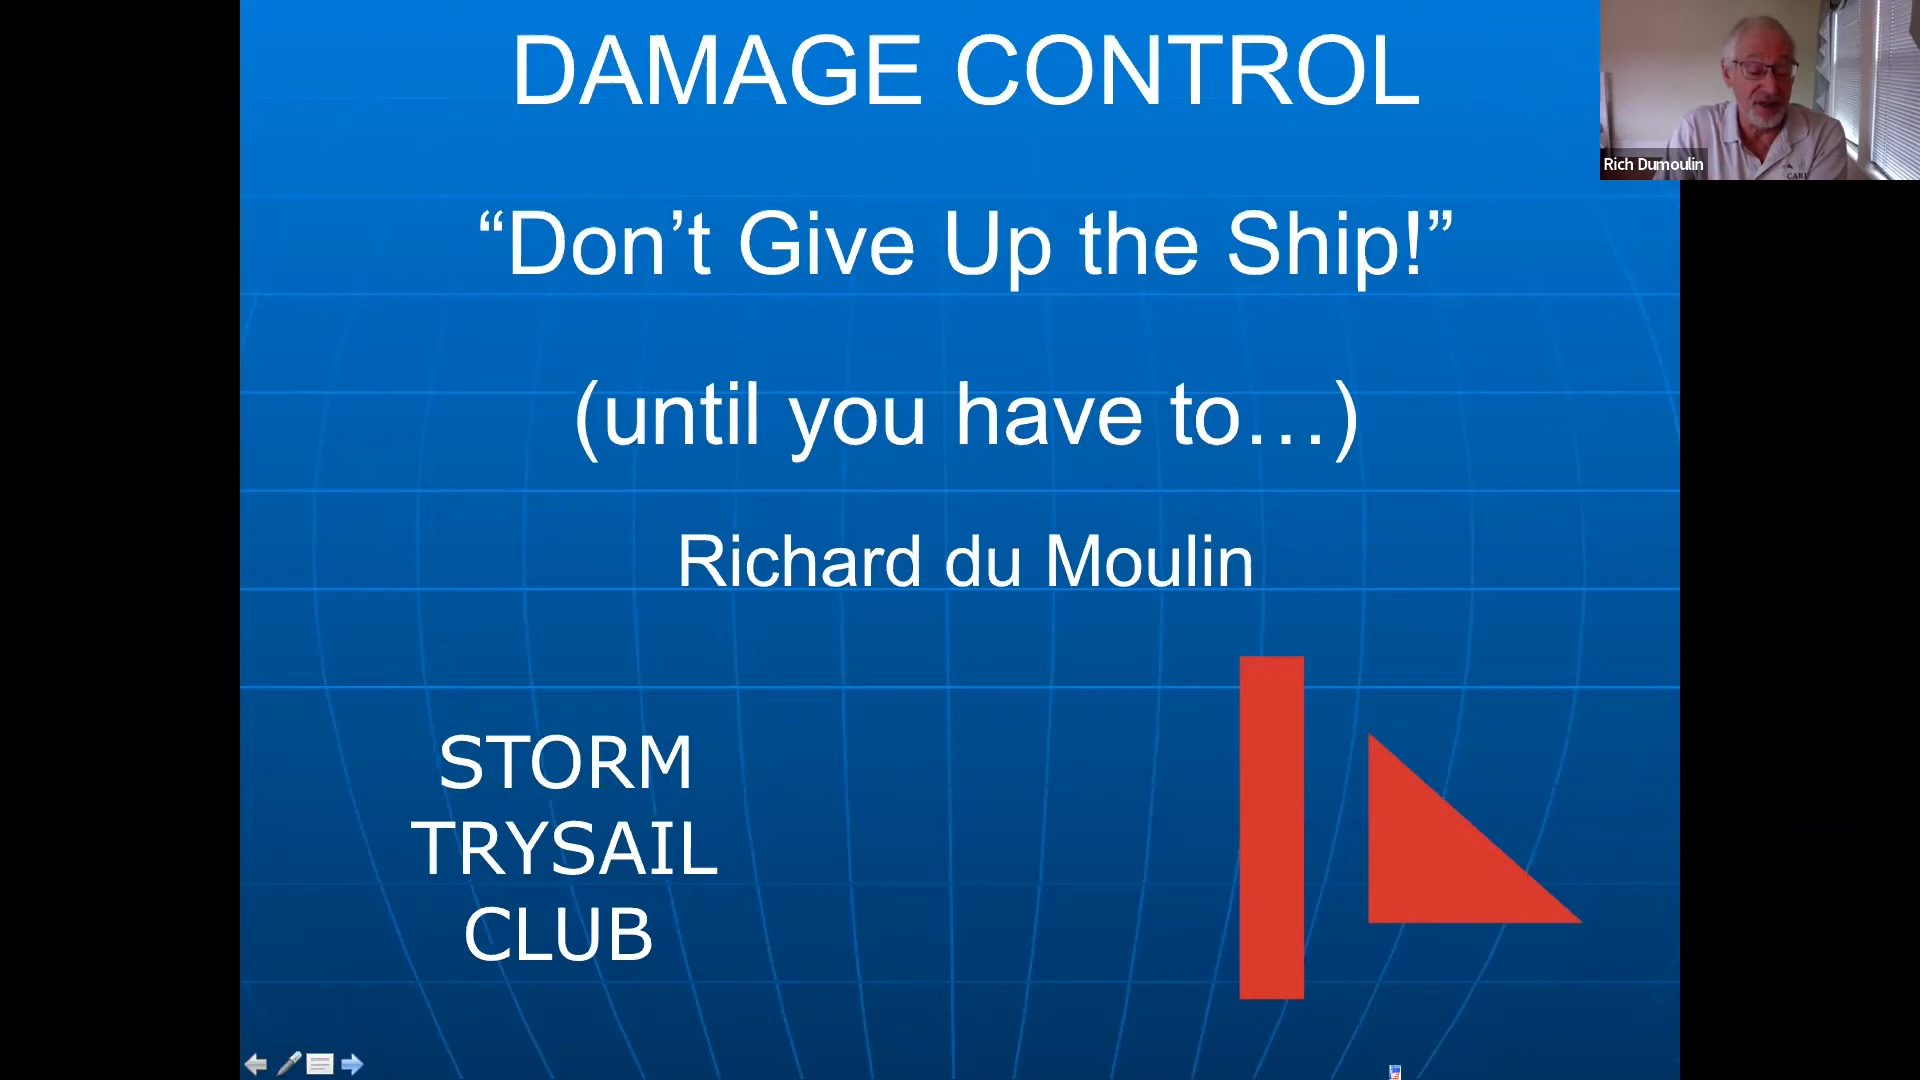 DAMAGE CONTROL
“Don’t Give Up the Ship!”
(until you have to…)
Richard du Moulin
STORM
TRYSAIL
CLUB
Rich Dumoulin